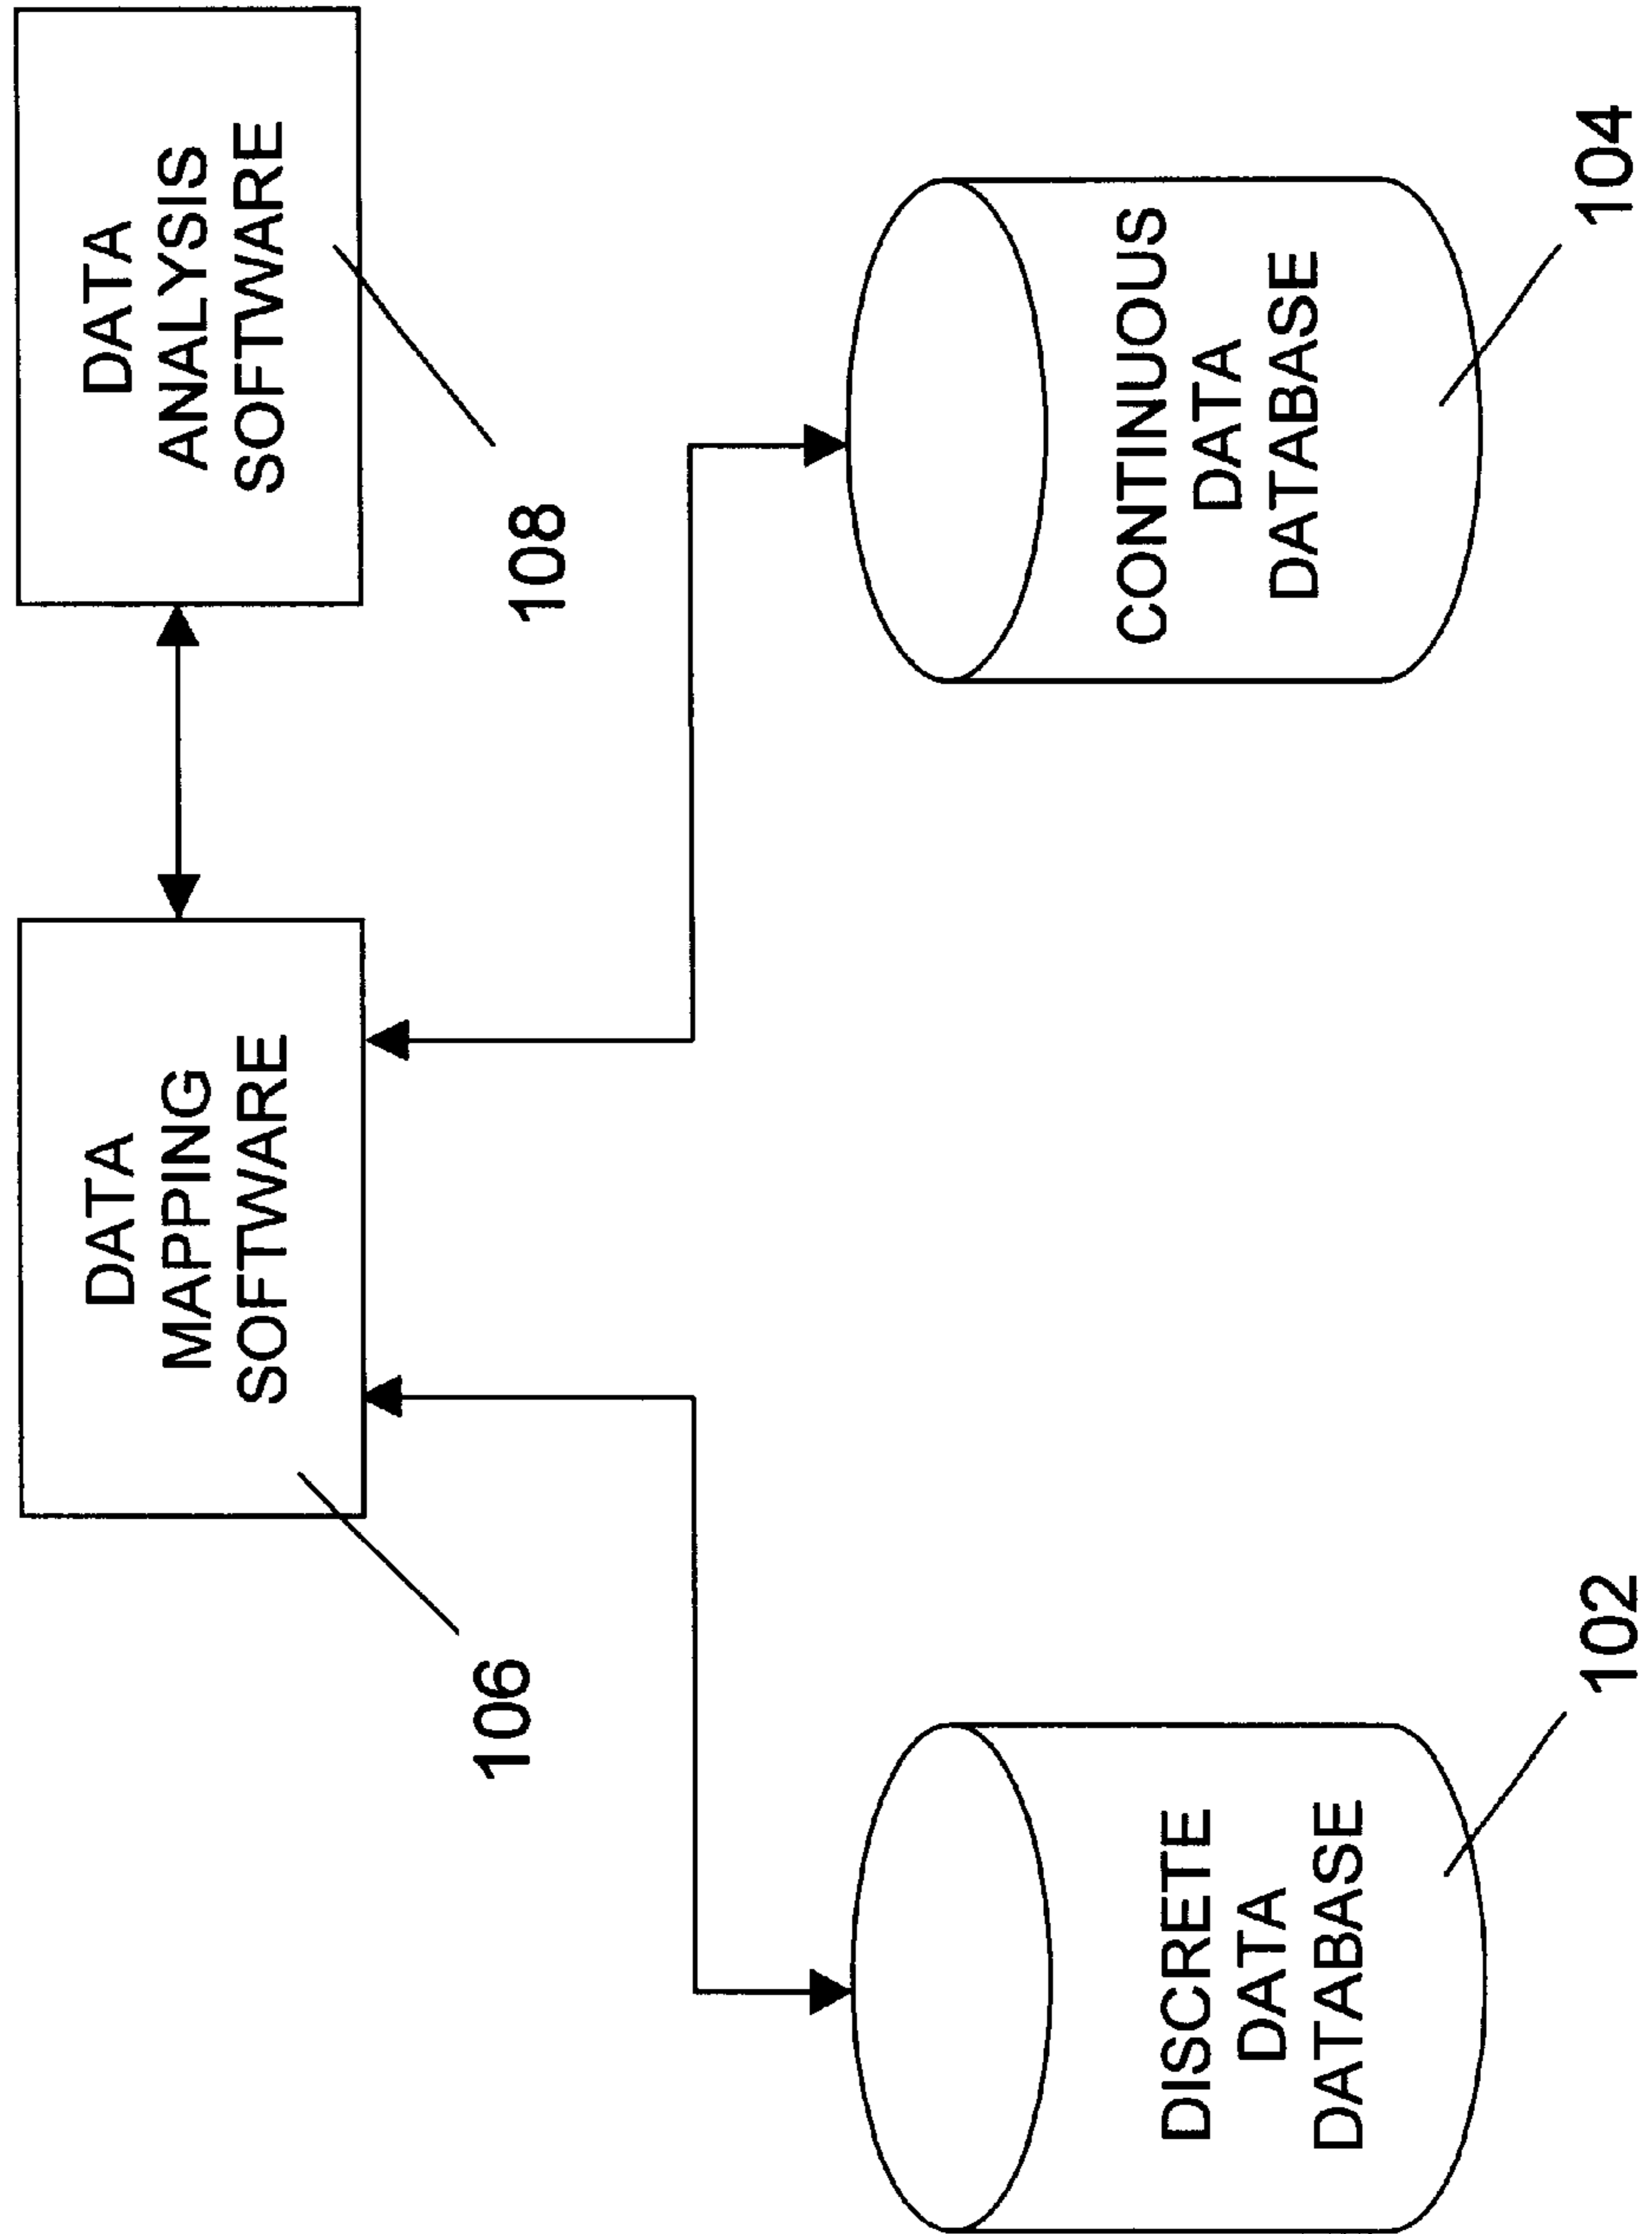 DATA
MAPPING
SOFTWARE
106
DATA
ANALYSIS
SOFTWARE
108
DISCRETE
DATA
DATABASE
102
CONTINUOUS
DATA
DATABASE
104